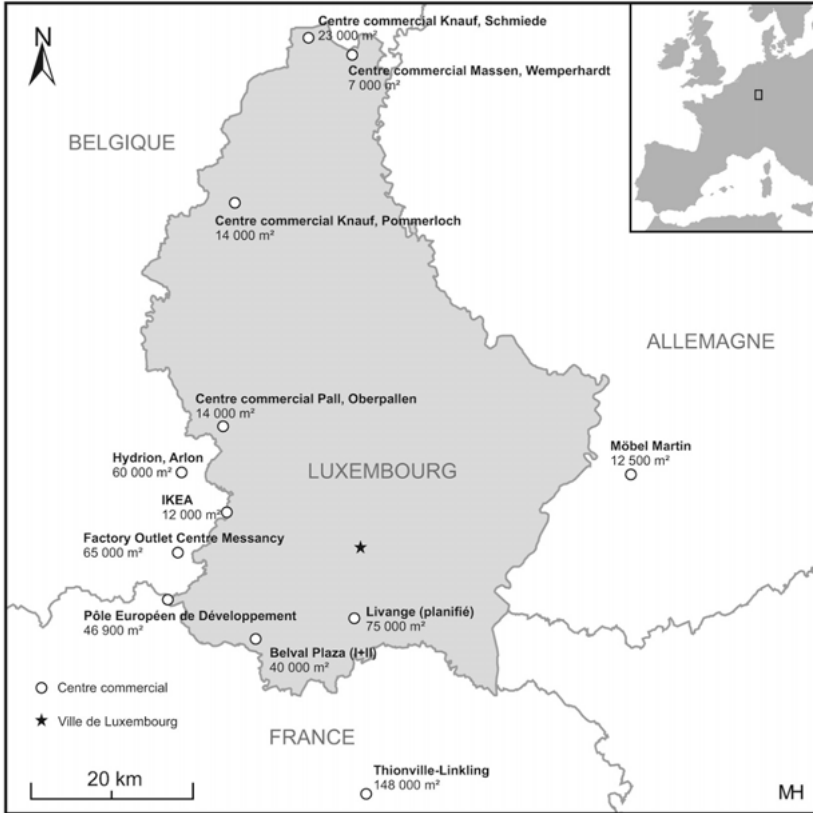 N
Centre commercial Knauf, Schmiede
23 000 m²
Centre commercial Massen, Wemperhardt
7 000 m²
BELGIQUE
Centre commercial Knauf, Pommerloch
14 000 m²
ALLEMAGNE
Centre commercial Pall, Oberpallen
14 000 m²
Hydrion, Arlon
60 000 m²
LUXEMBOURG
Möbel Martin
12 500 m²
IKEA
12 000 m²
Factory Outlet Centre Messancy
65 000 m²
Pôle Européen de Développement
46 900 m²
Livange (planifié)
75 000 m²
Belval Plaza (I+II)
40 000 m²
Centre commercial
Ville de Luxembourg
FRANCE
20 km
Thionville-Linkling
148 000 m²
MH